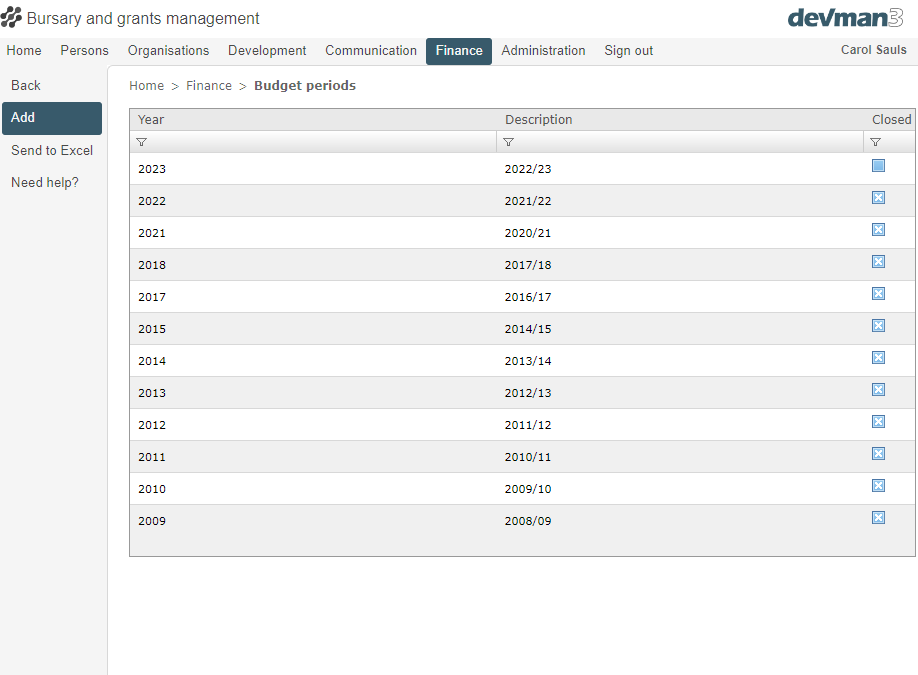 Bursary and grants management
devman3
Home Persons Organisations Development Communication Finance Administration Sign out Carol Sauls
Back
Add
Send to Excel
Need help?
Home > Finance > Budget periods
Year Description Closed
2023 2022/23
2022 2021/22
2021 2020/21
2018 2017/18
2017 2016/17
2015 2014/15
2014 2013/14
2013 2012/13
2012 2011/12
2011 2010/11
2010 2009/10
2009 2008/09